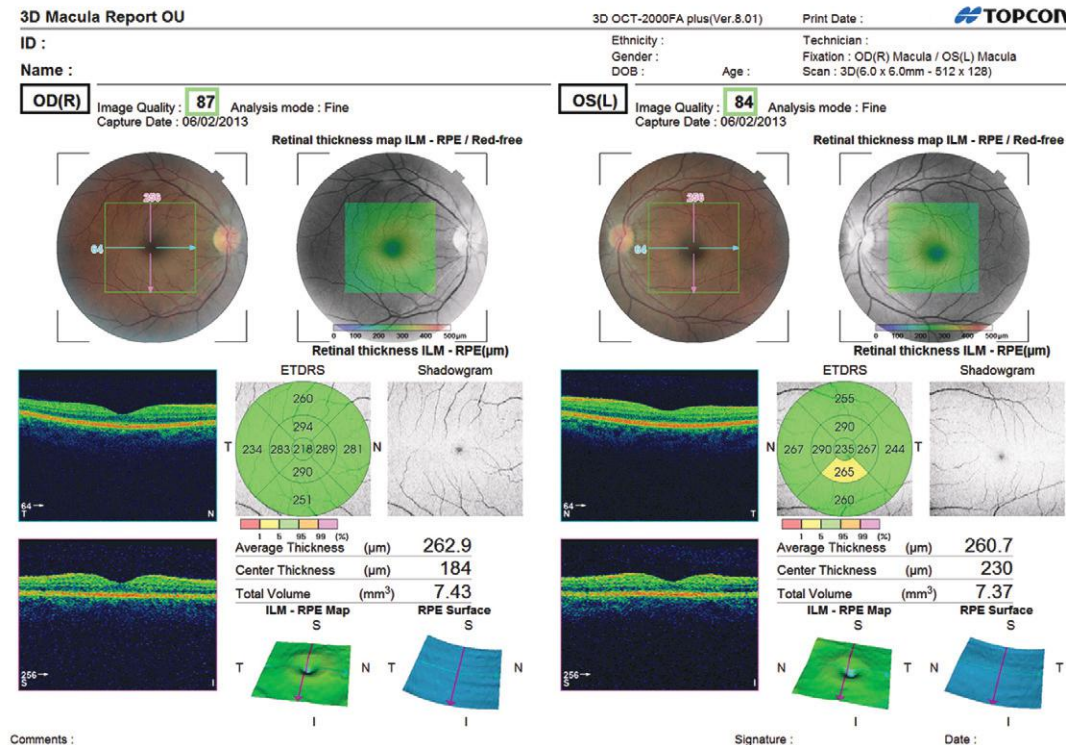 3D Macula Report OU 3D OCT-2000FA plus(Ver.8.01) Print Date : TOPCON
ID : Ethnicity : Technician :
Gender : Fixation : OD(R) Macula / OS(L) Macula
Name : DOB : Age : Scan : 3D(6.0 x 6.0mm - 512 x 128)
OD(R) Image Quality : 87 Analysis mode : Fine
Capture Date : 06/02/2013
Retinal thickness map ILM - RPE / Red-free
256
64
0 100 200 300 400 500µm
Retinal thickness ILM - RPE(µm)
ETDRS Shadowgram
260
294
T 234 283 218 289 281 N
290
251
64
T N
1 5 95 99 (%)
Average Thickness (µm) 262.9
Center Thickness (µm) 184
Total Volume (mm³) 7.43
ILM - RPE Map RPE Surface
S S
T N T N
I I
256
S I
OS(L) Image Quality : 84 Analysis mode : Fine
Capture Date : 06/02/2013
Retinal thickness map ILM - RPE / Red-free
256
64
0 100 200 300 400 500µm
Retinal thickness ILM - RPE(µm)
ETDRS Shadowgram
255
290
N 267 290 235 267 244 T
265
260
64
N T
1 5 95 99 (%)
Average Thickness (µm) 260.7
Center Thickness (µm) 230
Total Volume (mm³) 7.37
ILM - RPE Map RPE Surface
S S
N T N T
I I
256
S I
Comments : Signature : Date :